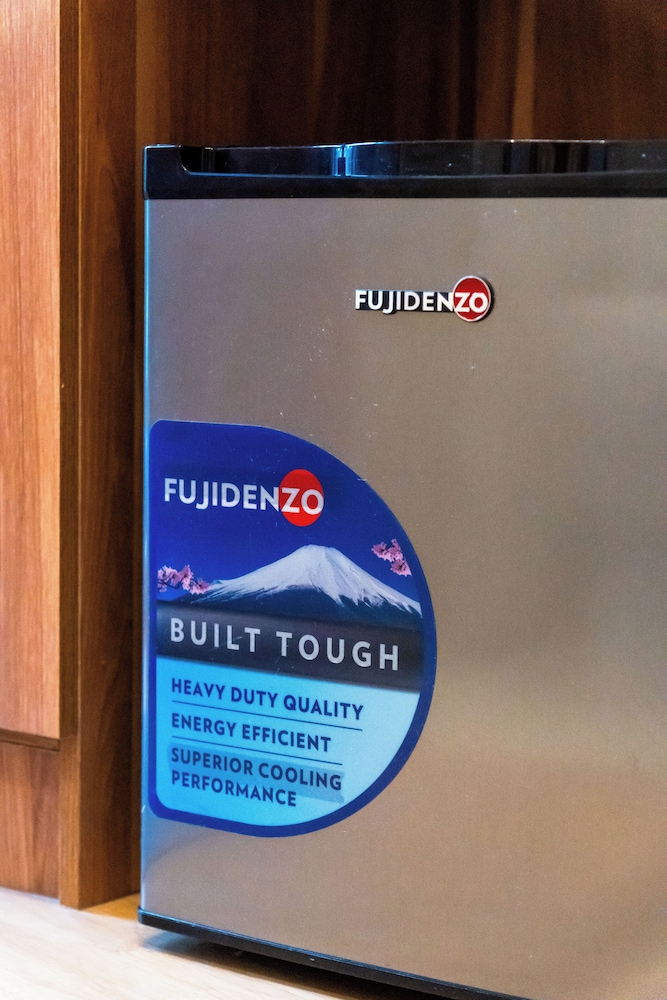 FUJIDENZO
FUJIDENZO
BUILT TOUGH
HEAVY DUTY QUALITY
ENERGY EFFICIENT
SUPERIOR COOLING
PERFORMANCE